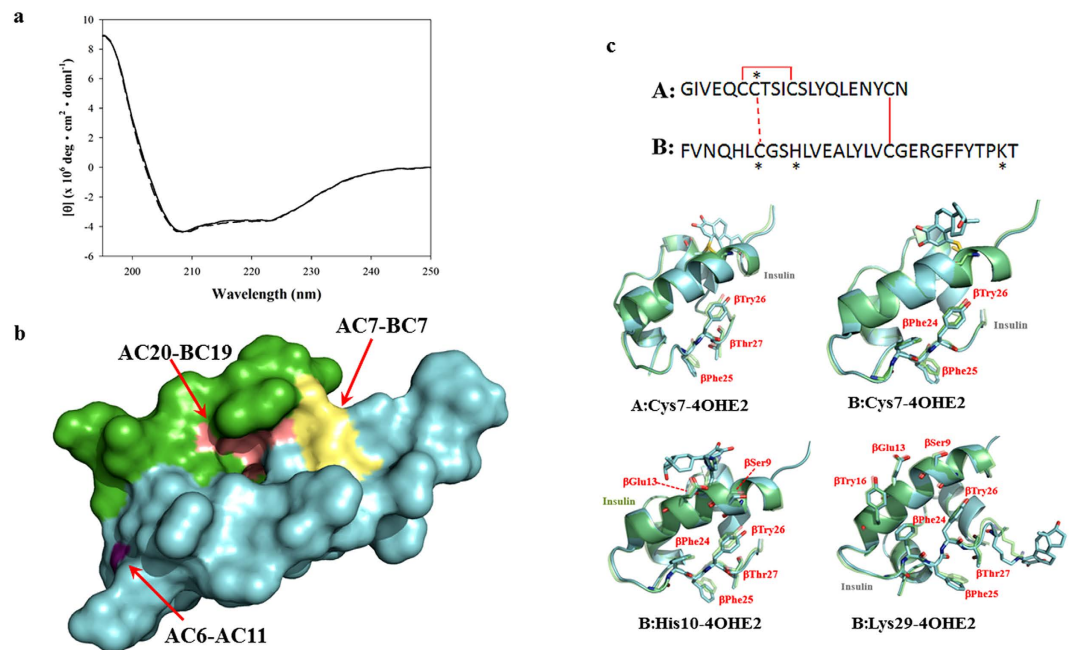 a
10
8
6
4
2
0
-2
-4
-6
[θ] (x 10⁶ deg • cm² • doml⁻¹)
200
210
220
230
240
250
Wavelength (nm)
b
AC7-BC7
AC20-BC19
AC6-AC11
c
*
A: GIVEQCCTSICSLYQLENYCN
B: FVNQHLCGSHLVEALYLVCGERGFFYTPKT
* * *
Insulin
βTry26
βThr27
βPhe25
A:Cys7-4OHE2
βTry26
βPhe24
Insulin
βPhe25
B:Cys7-4OHE2
βGlu13
βSer9
Insulin
βTry26
βPhe24
βThr27
βPhe25
B:His10-4OHE2
βGlu13
βSer9
βTry16
βTry26
βPhe24
βThr27
Insulin
βPhe25
B:Lys29-4OHE2